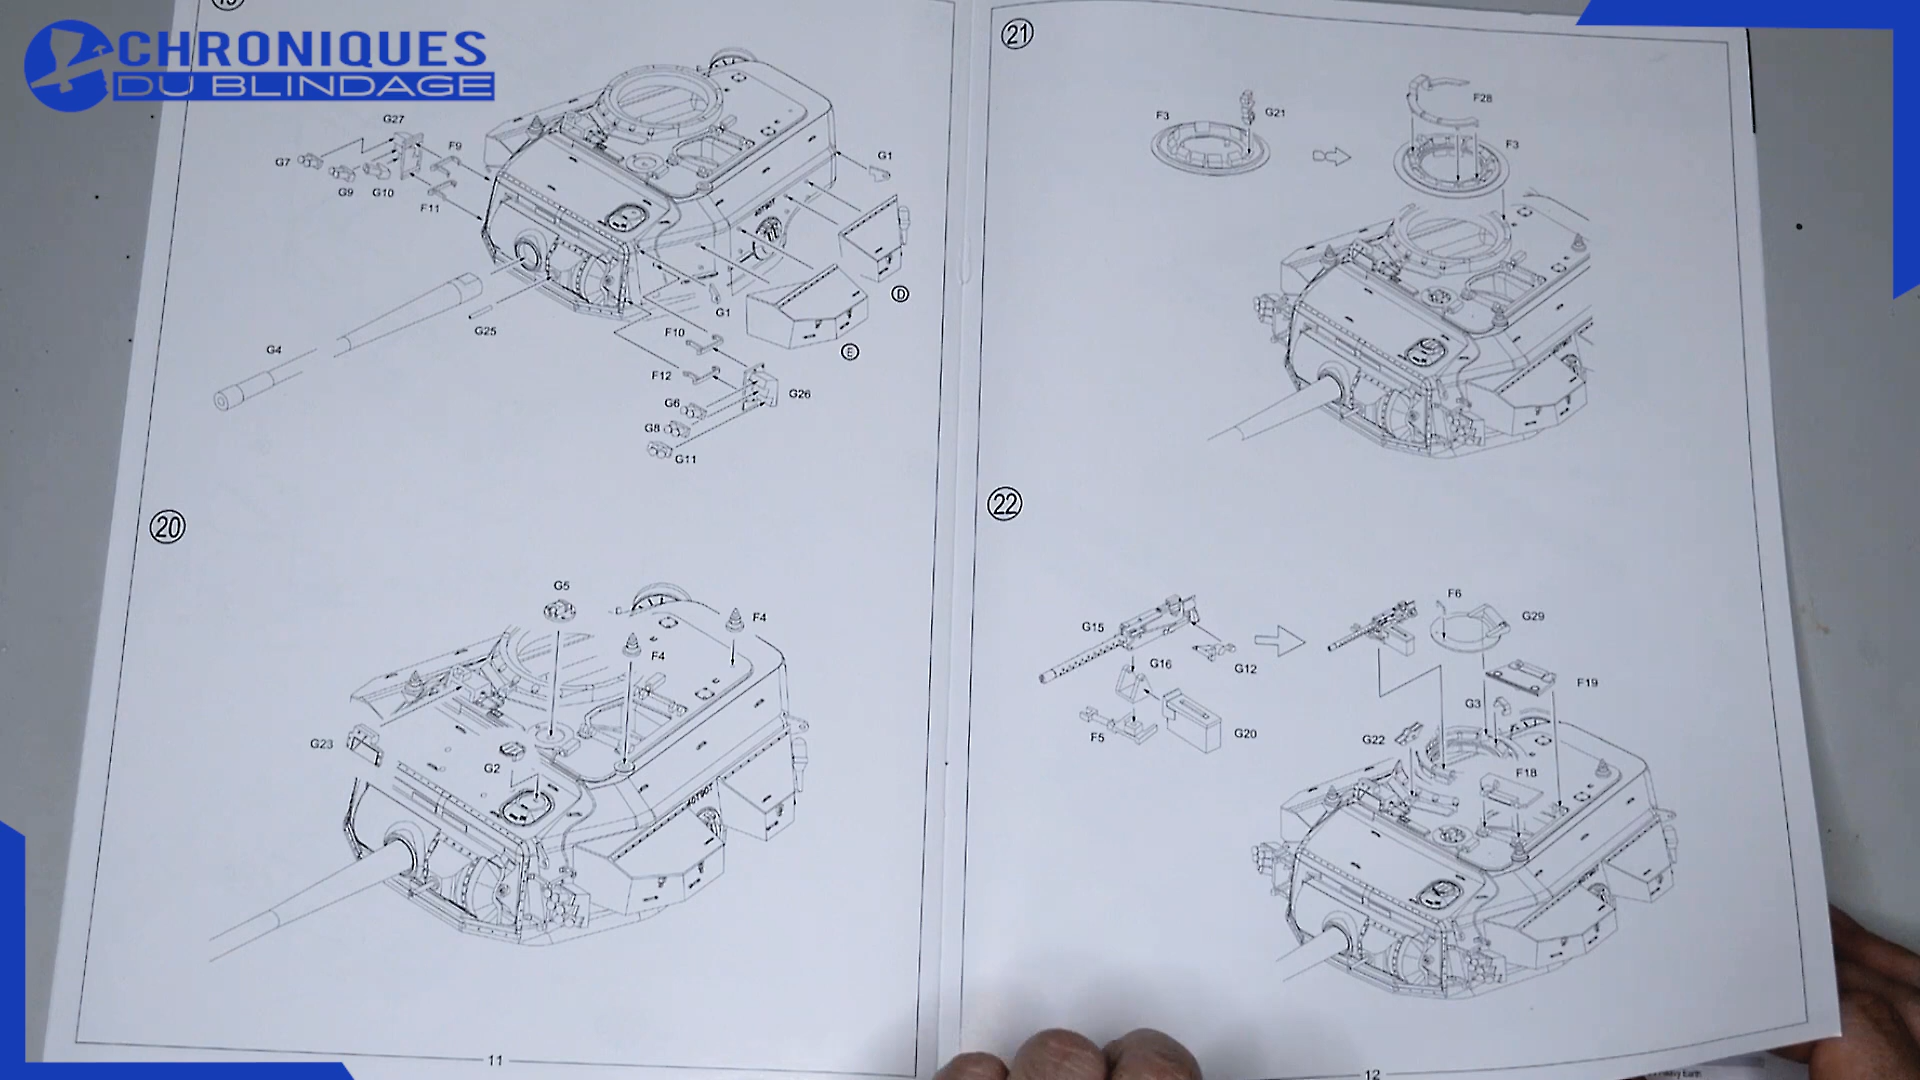 CHRONIQUES
DU BLINDAGE
G27
G7
G9
G10
F9
F11
G1
D
G1
E
G25
G4
F10
F12
G26
G6
G8
G11
20
G5
F4
F4
G23
G2
11
21
F3
G21
F28
F3
22
G15
G16
G12
F5
G20
F6
G29
F19
G3
G22
F18
12